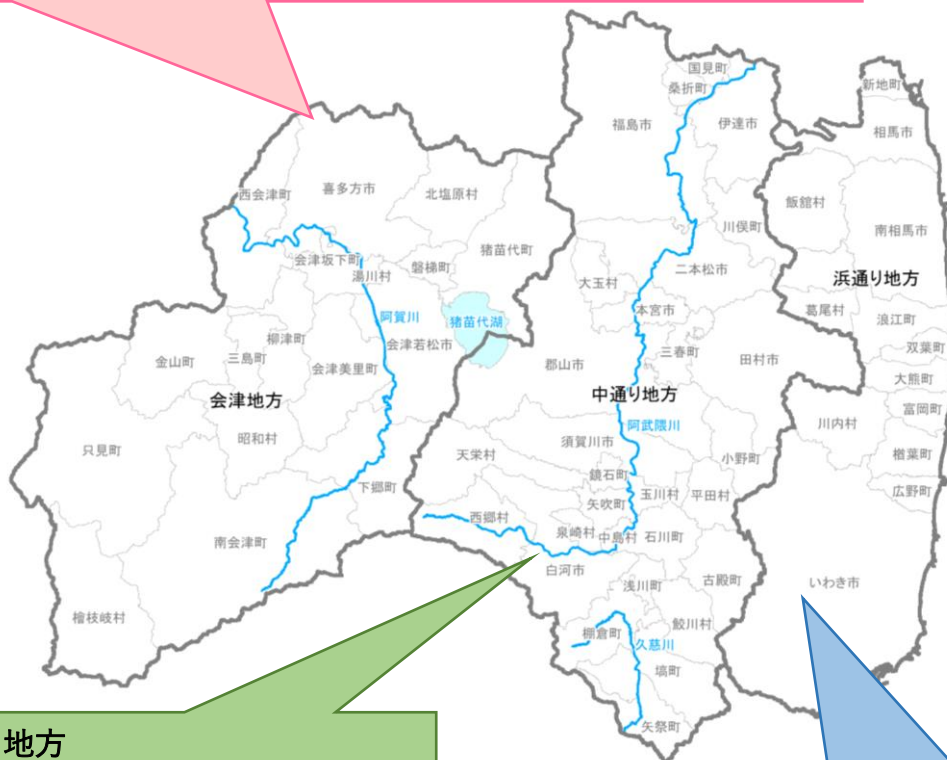 国見町
桑折町
新地町
福島市
伊達市
相馬市
西会津町
喜多方市
北塩原村
飯舘村
川俣町
南相馬市
猪苗代町
会津坂下町
湯川村
磐梯町
二本松市
浜通り地方
大玉村
葛尾村
本宮市
阿賀川
猪苗代湖
浪江町
柳津町
会津若松市
双葉町
三島町
金山町
三春町
田村市
会津美里町
郡山市
大熊町
会津地方
中通り地方
富岡町
川内村
阿武隈川
昭和村
須賀川市
只見町
天栄村
小野町
楢葉町
鏡石町
下郷町
玉川村
平田村
広野町
矢吹町
西郷村
泉崎村
中島村
石川町
南会津町
白河市
古殿町
いわき市
浅川町
檜枝岐村
鮫川村
棚倉町
久慈川
塙町
矢祭町
地方